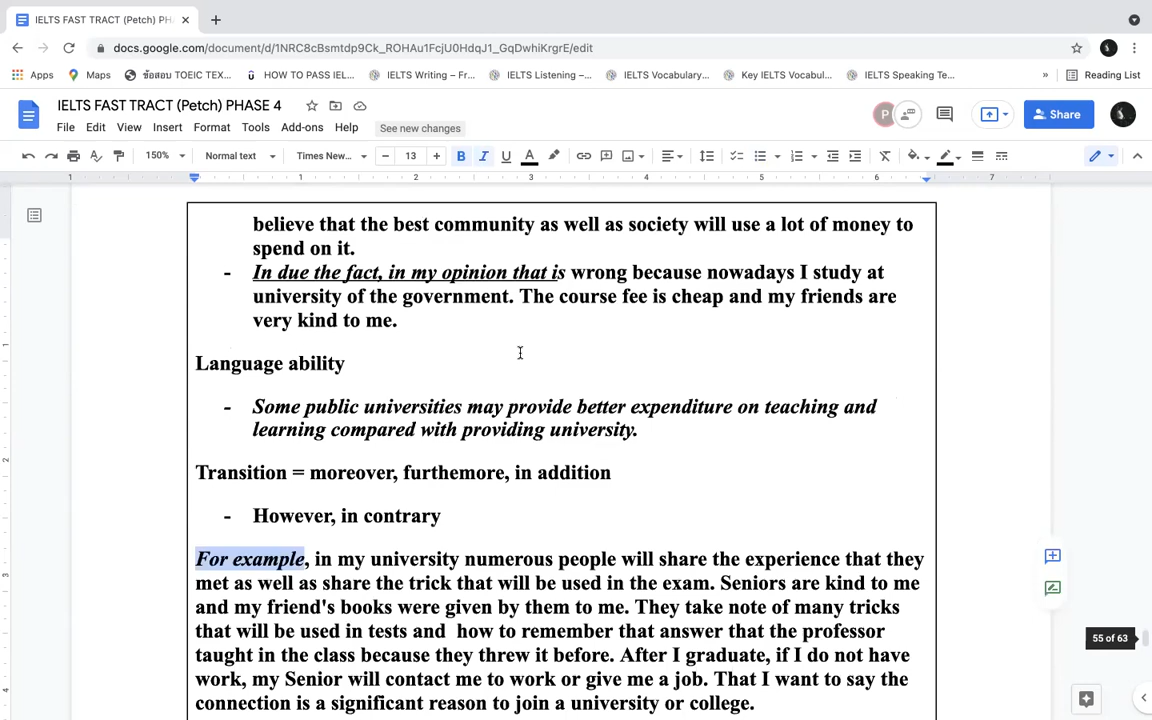 IELTS FAST TRACT (Petch) PH
docs.google.com/document/d/1NRC8cBsmtdp9Ck_ROHAu1FcjU0HdqJ1_GqDwhiKrgrE/edit
Apps Maps ข้อสอบ TOEIC TEX... HOW TO PASS IEL... IELTS Writing – Fr... IELTS Listening –... IELTS Vocabulary... Key IELTS Vocabul... IELTS Speaking Te... » Reading List
IELTS FAST TRACT (Petch) PHASE 4
P
Share
File Edit View Insert Format Tools Add-ons Help See new changes
150% Normal text Times New... − 13 + B I U A
1 1 2 3 4 5 6 7
believe that the best community as well as society will use a lot of money to
spend on it.
- In due the fact, in my opinion that is wrong because nowadays I study at
university of the government. The course fee is cheap and my friends are
very kind to me.
Language ability
- Some public universities may provide better expenditure on teaching and
learning compared with providing university.
Transition = moreover, furthemore, in addition
- However, in contrary
For example, in my university numerous people will share the experience that they
met as well as share the trick that will be used in the exam. Seniors are kind to me
and my friend's books were given by them to me. They take note of many tricks
that will be used in tests and  how to remember that answer that the professor
taught in the class because they threw it before. After I graduate, if I do not have
work, my Senior will contact me to work or give me a job. That I want to say the
connection is a significant reason to join a university or college.
55 of 63
1
2
3
4